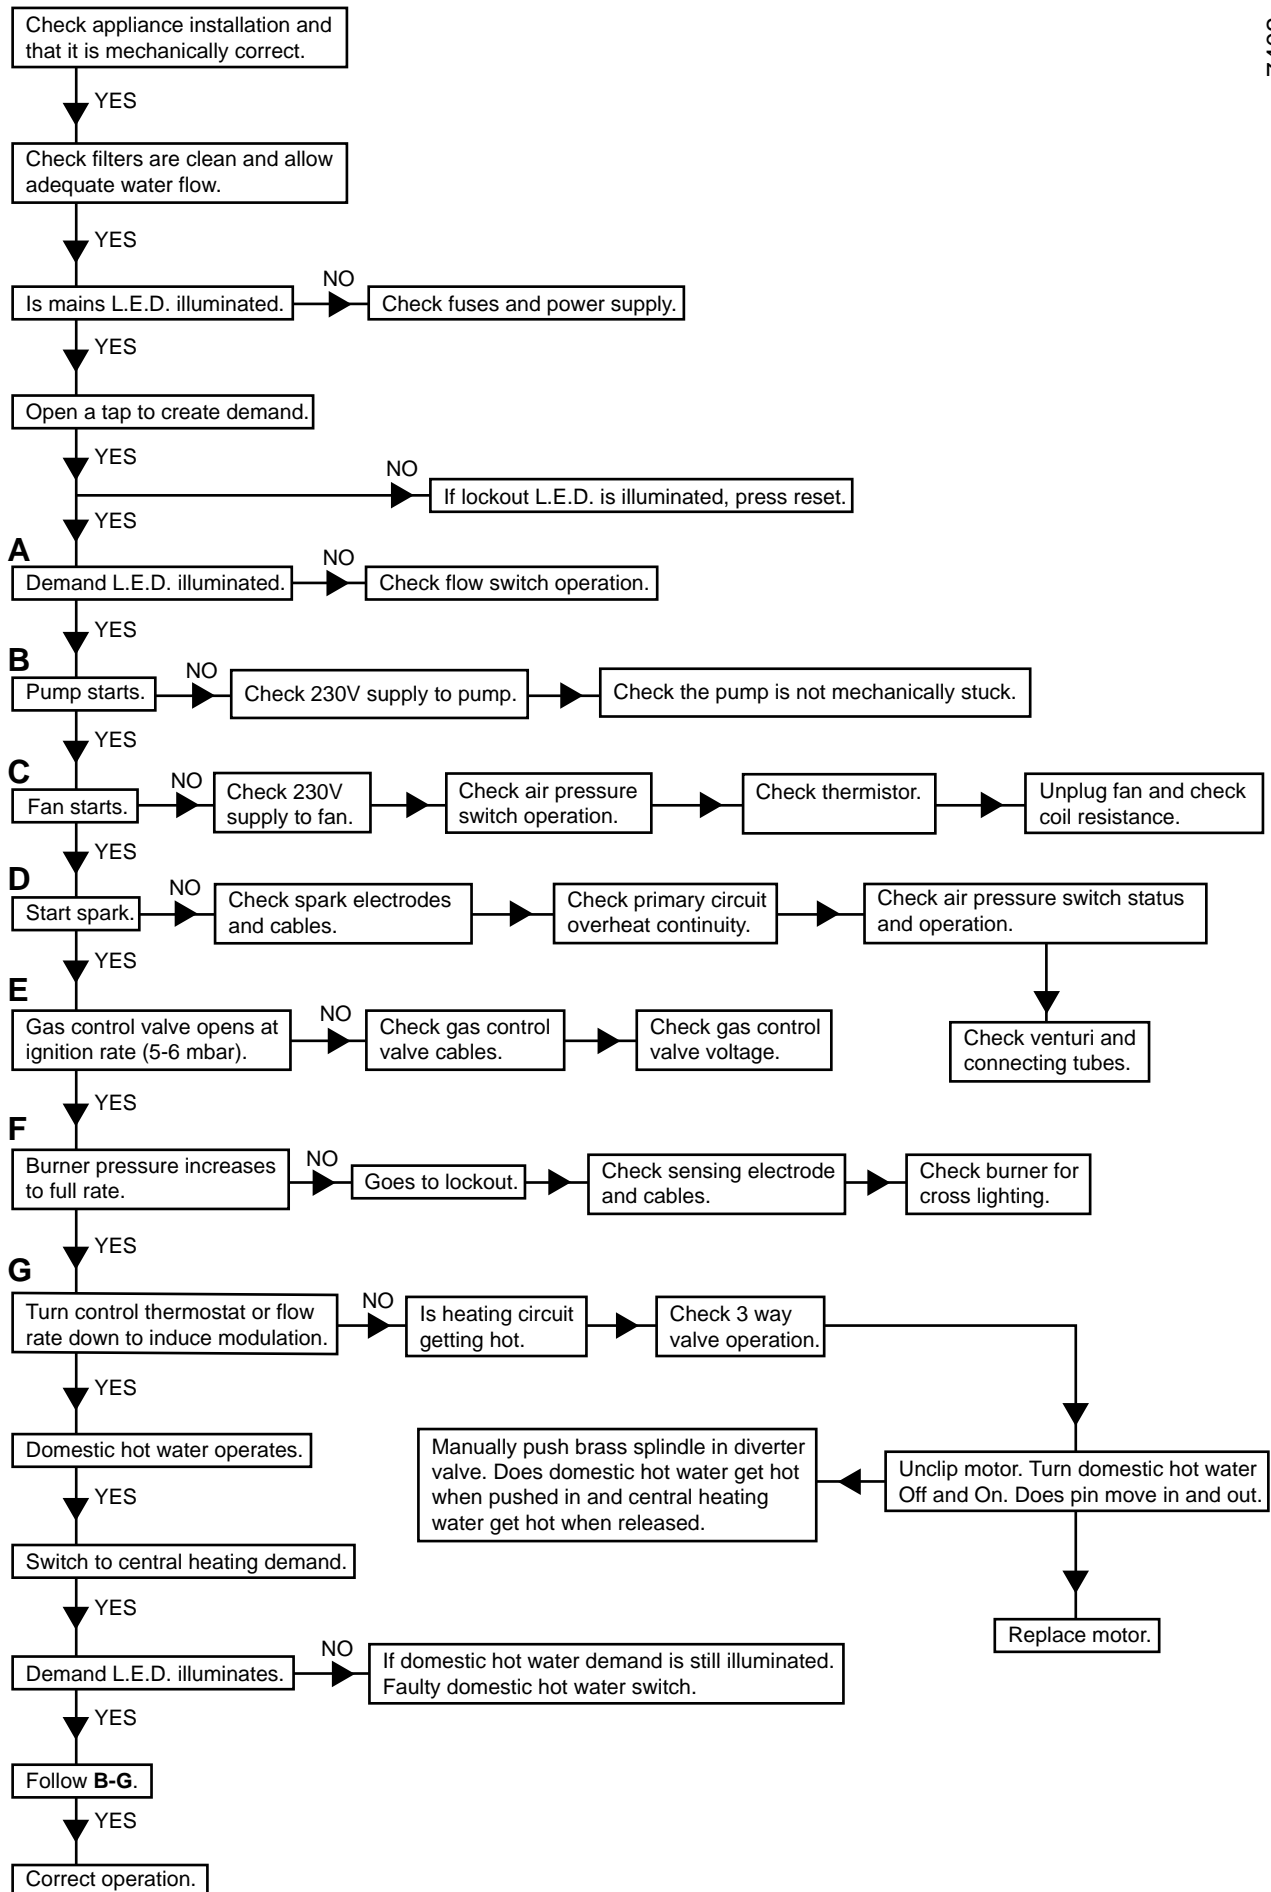 Check appliance installation and
that it is mechanically correct.
YES
Check filters are clean and allow
adequate water flow.
YES
Is mains L.E.D. illuminated.
NO
Check fuses and power supply.
YES
Open a tap to create demand.
YES
NO
If lockout L.E.D. is illuminated, press reset.
YES
A
Demand L.E.D. illuminated.
NO
Check flow switch operation.
YES
B
Pump starts.
NO
Check 230V supply to pump.
Check the pump is not mechanically stuck.
YES
C
Fan starts.
NO
Check 230V
supply to fan.
Check air pressure
switch operation.
Check thermistor.
Unplug fan and check
coil resistance.
YES
D
Start spark.
NO
Check spark electrodes
and cables.
Check primary circuit
overheat continuity.
Check air pressure switch status
and operation.
Check venturi and
connecting tubes.
YES
E
Gas control valve opens at
ignition rate (5-6 mbar).
NO
Check gas control
valve cables.
Check gas control
valve voltage.
YES
F
Burner pressure increases
to full rate.
NO
Goes to lockout.
Check sensing electrode
and cables.
Check burner for
cross lighting.
YES
G
Turn control thermostat or flow
rate down to induce modulation.
NO
Is heating circuit
getting hot.
Check 3 way
valve operation.
Unclip motor. Turn domestic hot water
Off and On. Does pin move in and out.
Manually push brass splindle in diverter
valve. Does domestic hot water get hot
when pushed in and central heating
water get hot when released.
Replace motor.
YES
Domestic hot water operates.
YES
Switch to central heating demand.
YES
Demand L.E.D. illuminates.
NO
If domestic hot water demand is still illuminated.
Faulty domestic hot water switch.
YES
Follow B-G.
YES
Correct operation.